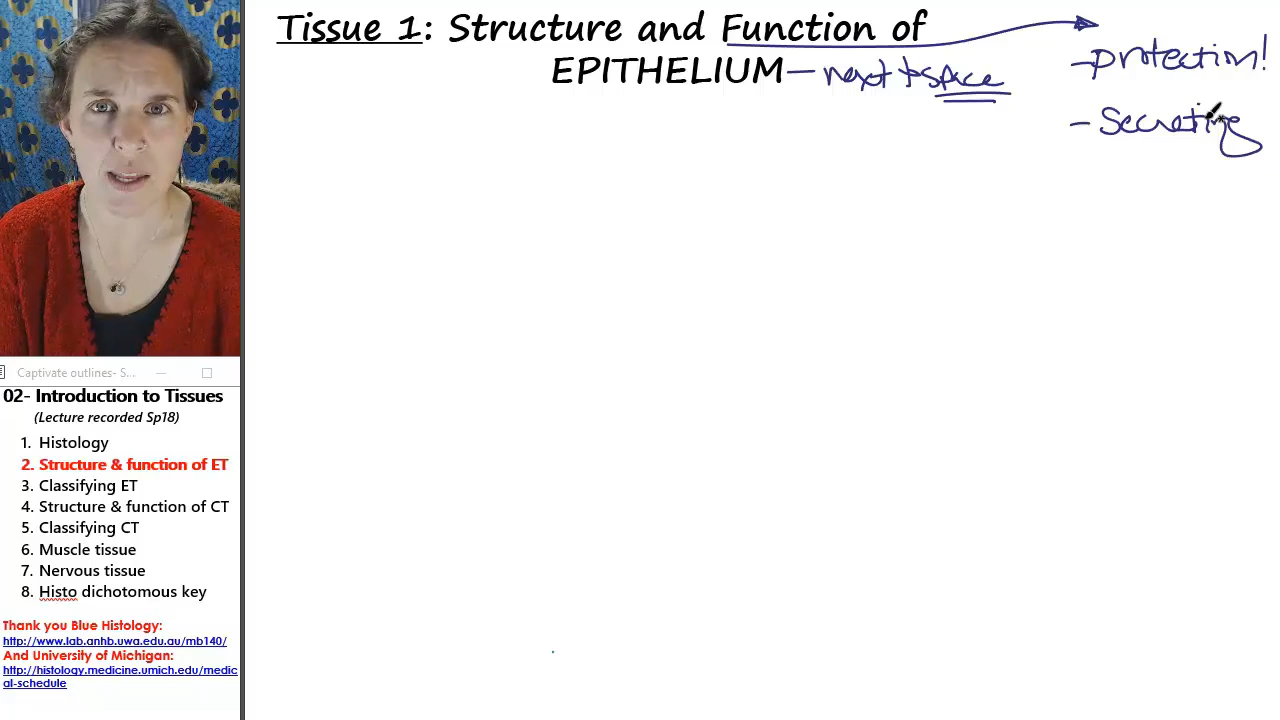 Tissue 1: Structure and Function of
EPITHELIUM - next to space
- protection!
- Secreting
Captivate outlines- S...
02- Introduction to Tissues
(Lecture recorded Sp18)
1. Histology
2. Structure & function of ET
3. Classifying ET
4. Structure & function of CT
5. Classifying CT
6. Muscle tissue
7. Nervous tissue
8. Histo dichotomous key
Thank you Blue Histology:
http://www.lab.anhb.uwa.edu.au/mb140/
And University of Michigan:
http://histology.medicine.umich.edu/medic
al-schedule